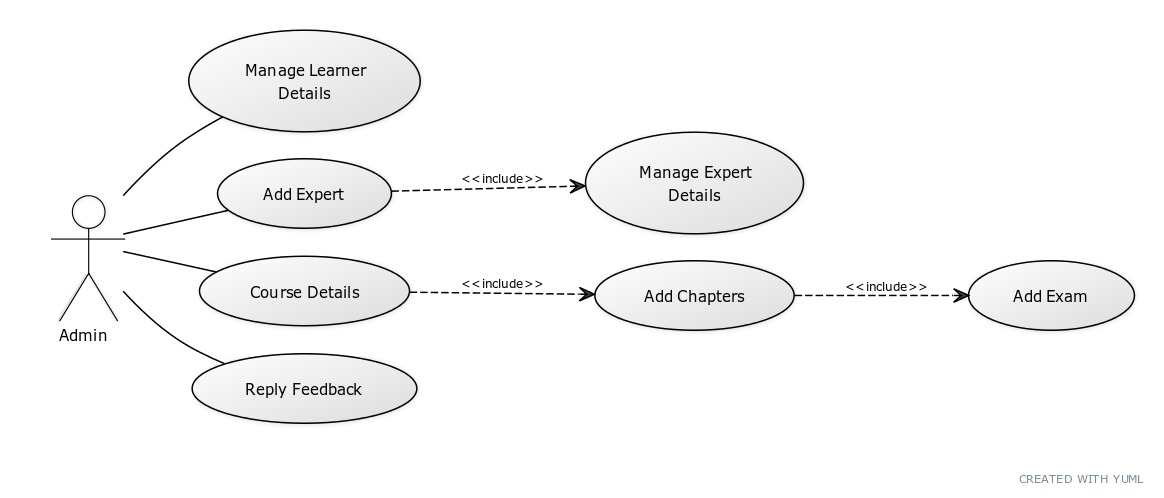 Manage Learner
Details
Add Expert
<<include>>
Manage Expert
Details
Course Details
<<include>>
Add Chapters
<<include>>
Add Exam
Admin
Reply Feedback
CREATED WITH YUML